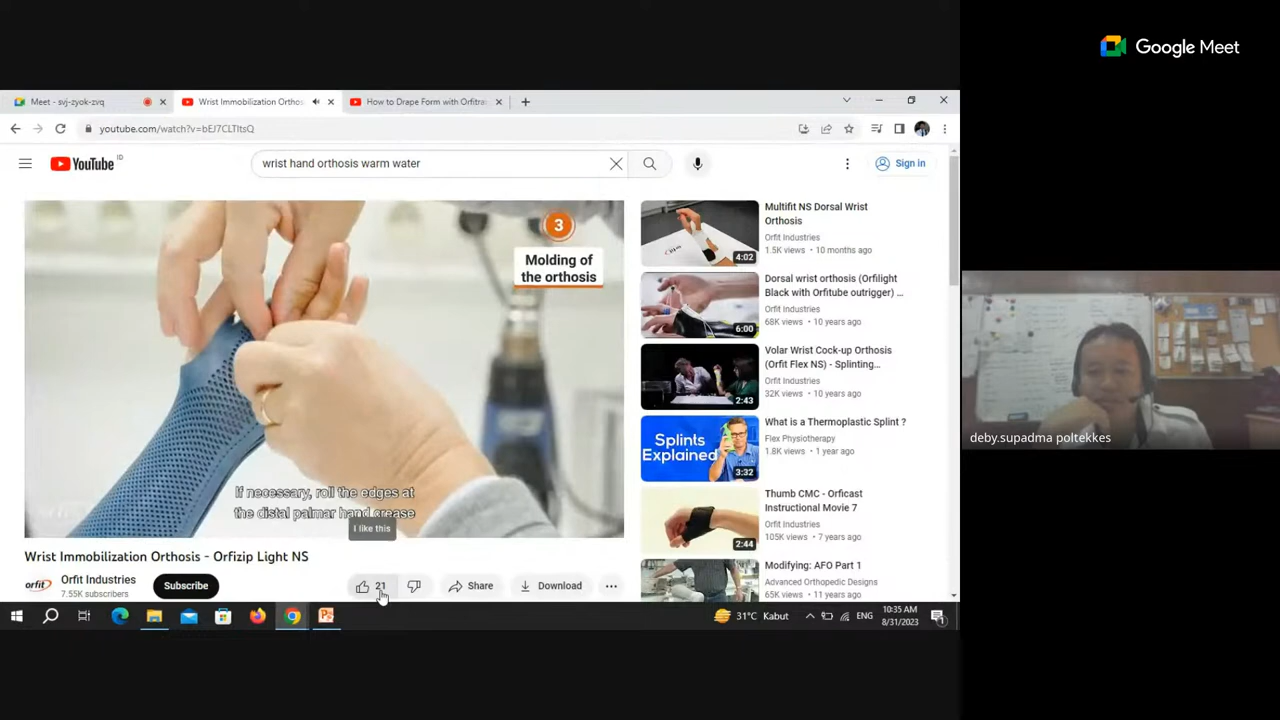 Google Meet
Meet - svj-zyok-zvq
Wrist Immobilization Orthos
How to Drape Form with Orfitra
youtube.com/watch?v=bEJ7CLTItsQ
YouTube ID
wrist hand orthosis warm water
Sign in
3
Molding of
the orthosis
If necessary, roll the edges at
the distal palmar hand crease
I like this
Wrist Immobilization Orthosis - Orfizip Light NS
orfit
Orfit Industries
7.55K subscribers
Subscribe
21
Share
Download
Multifit NS Dorsal Wrist
Orthosis
Orfit Industries
1.5K views • 10 months ago
4:02
Dorsal wrist orthosis (Orfilight
Black with Orfitube outrigger) ...
Orfit Industries
68K views • 10 years ago
6:00
Volar Wrist Cock-up Orthosis
(Orfit Flex NS) - Splinting...
Orfit Industries
32K views • 10 years ago
2:43
What is a Thermoplastic Splint ?
Flex Physiotherapy
1.8K views • 1 year ago
Splints
Explained
3:32
Thumb CMC - Orficast
Instructional Movie 7
Orfit Industries
105K views • 7 years ago
2:44
Modifying: AFO Part 1
Advanced Orthopedic Designs
65K views • 11 years ago
31°C Kabut
ENG
10:35 AM
8/31/2023
1
deby.supadma poltekkes